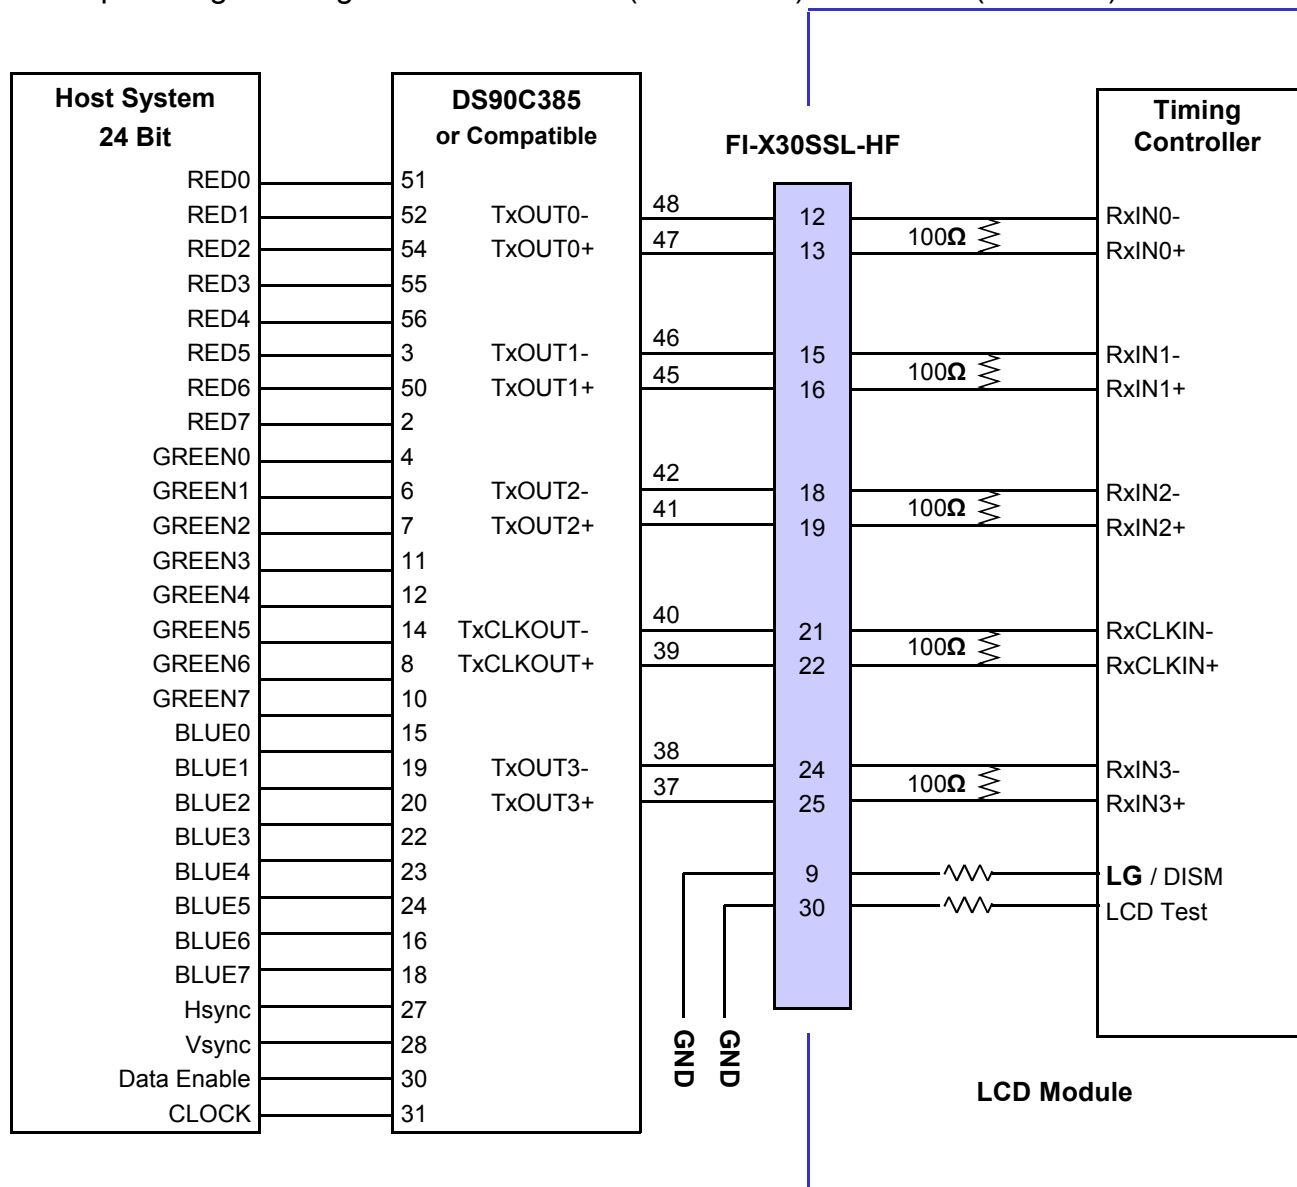 Host System
24 Bit
RED0
RED1
RED2
RED3
RED4
RED5
RED6
RED7
GREEN0
GREEN1
GREEN2
GREEN3
GREEN4
GREEN5
GREEN6
GREEN7
BLUE0
BLUE1
BLUE2
BLUE3
BLUE4
BLUE5
BLUE6
BLUE7
Hsync
Vsync
Data Enable
CLOCK
DS90C385
or Compatible
51
52 TxOUT0-
54 TxOUT0+
55
56
3 TxOUT1-
50 TxOUT1+
2
4
6 TxOUT2-
7 TxOUT2+
11
12
14 TxCLKOUT-
8 TxCLKOUT+
10
15
19 TxOUT3-
20 TxOUT3+
22
23
24
16
18
27
28
30
31
48
47
46
45
42
41
40
39
38
37
GND
GND
FI-X30SSL-HF
12
13
15
16
18
19
21
22
24
25
9
30
100Ω
100Ω
100Ω
100Ω
100Ω
Timing
Controller
RxIN0-
RxIN0+
RxIN1-
RxIN1+
RxIN2-
RxIN2+
RxCLKIN-
RxCLKIN+
RxIN3-
RxIN3+
LG / DISM
LCD Test
LCD Module